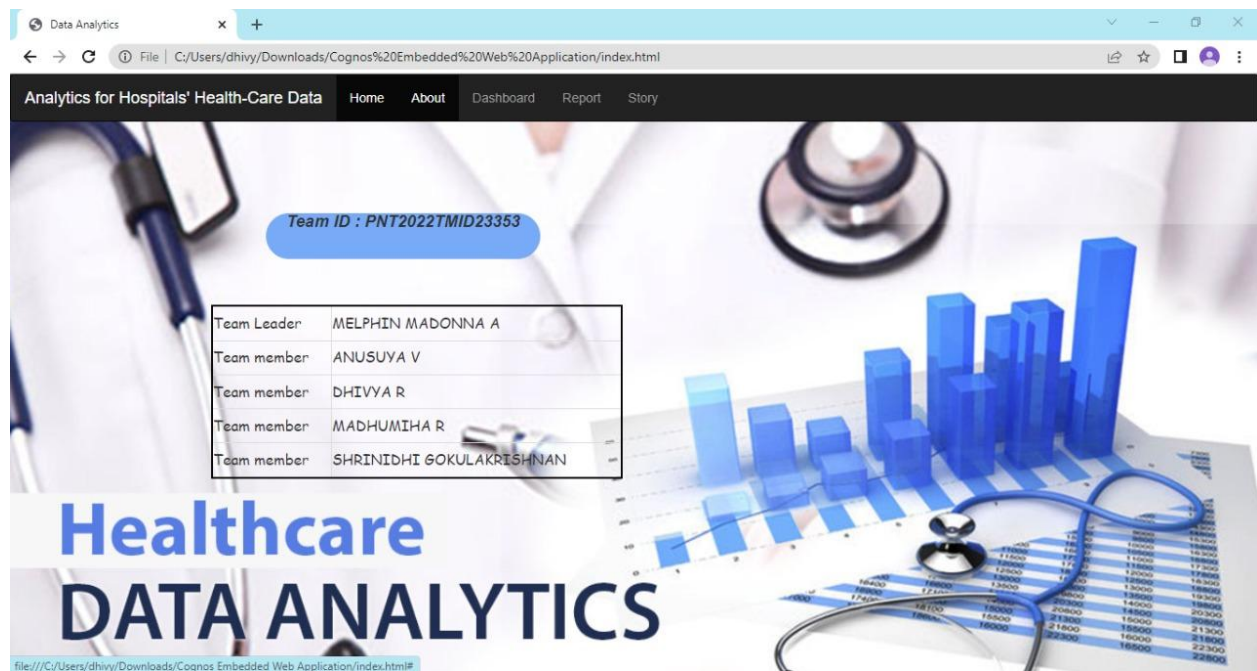 Data Analytics
File | C:/Users/dhivy/Downloads/Cognos%20Embedded%20Web%20Application/index.html
Analytics for Hospitals' Health-Care Data Home About Dashboard Report Story
Team ID : PNT2022TMID23353
Team Leader MELPHIN MADONNA A
Team member ANUSUYA V
Team member DHIVYA R
Team member MADHUMIHA R
Team member SHRINIDHI GOKULAKRISHNAN
Healthcare
DATA ANALYTICS
file:///C:/Users/dhivy/Downloads/Cognos Embedded Web Application/index.html#